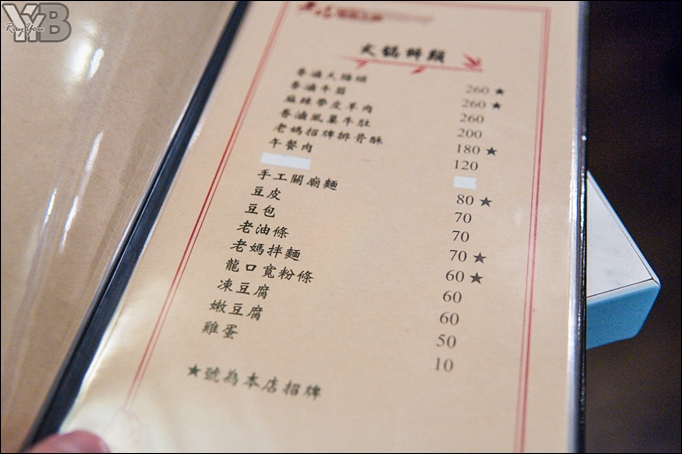 火鍋料類
香滷大腸頭 260★
香滷牛筋 260★
麻辣帶皮羊肉 260
香滷風菓牛肚 200
老媽招牌排骨酥 180★
午餐肉 120
手工關廟麵 80★
豆皮 70
豆包 70
老油條 70★
老媽拌麵 60★
龍口寬粉條 60
凍豆腐 60
嫩豆腐 50
雞蛋 10
★號為本店招牌